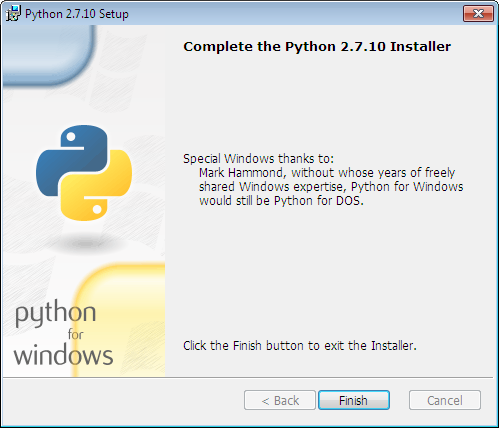 Python 2.7.10 Setup
Complete the Python 2.7.10 Installer
Special Windows thanks to:
Mark Hammond, without whose years of freely
shared Windows expertise, Python for Windows
would still be Python for DOS.
python
for
windows
Click the Finish button to exit the Installer.
< Back
Finish
Cancel